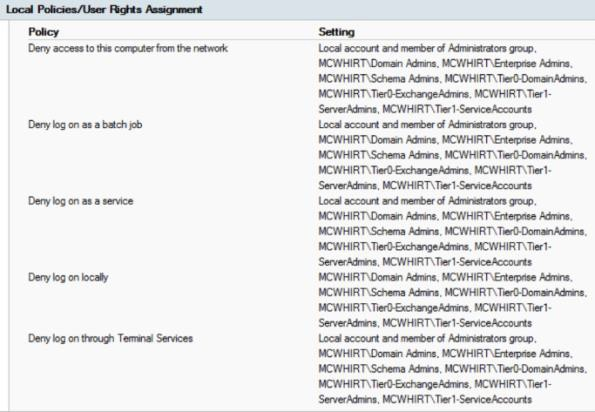 Local Policies/User Rights Assignment
Policy Setting
Deny access to this computer from the network Local account and member of Administrators group,
MCWHIRT\Domain Admins, MCWHIRT\Enterprise Admins,
MCWHIRT\Schema Admins, MCWHIRT\Tier0-DomainAdmins,
MCWHIRT\Tier0-ExchangeAdmins, MCWHIRT\Tier1-
ServerAdmins, MCWHIRT\Tier1-ServiceAccounts
Deny log on as a batch job Local account and member of Administrators group,
MCWHIRT\Domain Admins, MCWHIRT\Enterprise Admins,
MCWHIRT\Schema Admins, MCWHIRT\Tier0-DomainAdmins,
MCWHIRT\Tier0-ExchangeAdmins, MCWHIRT\Tier1-
ServerAdmins, MCWHIRT\Tier1-ServiceAccounts
Deny log on as a service Local account and member of Administrators group,
MCWHIRT\Domain Admins, MCWHIRT\Enterprise Admins,
MCWHIRT\Schema Admins, MCWHIRT\Tier0-DomainAdmins,
MCWHIRT\Tier0-ExchangeAdmins, MCWHIRT\Tier1-
ServerAdmins, MCWHIRT\Tier1-ServiceAccounts
Deny log on locally MCWHIRT\Domain Admins, MCWHIRT\Enterprise Admins,
MCWHIRT\Schema Admins, MCWHIRT\Tier0-DomainAdmins,
MCWHIRT\Tier0-ExchangeAdmins, MCWHIRT\Tier1-
ServerAdmins, MCWHIRT\Tier1-ServiceAccounts
Deny log on through Terminal Services Local account and member of Administrators group,
MCWHIRT\Domain Admins, MCWHIRT\Enterprise Admins,
MCWHIRT\Schema Admins, MCWHIRT\Tier0-DomainAdmins,
MCWHIRT\Tier0-ExchangeAdmins, MCWHIRT\Tier1-
ServerAdmins, MCWHIRT\Tier1-ServiceAccounts